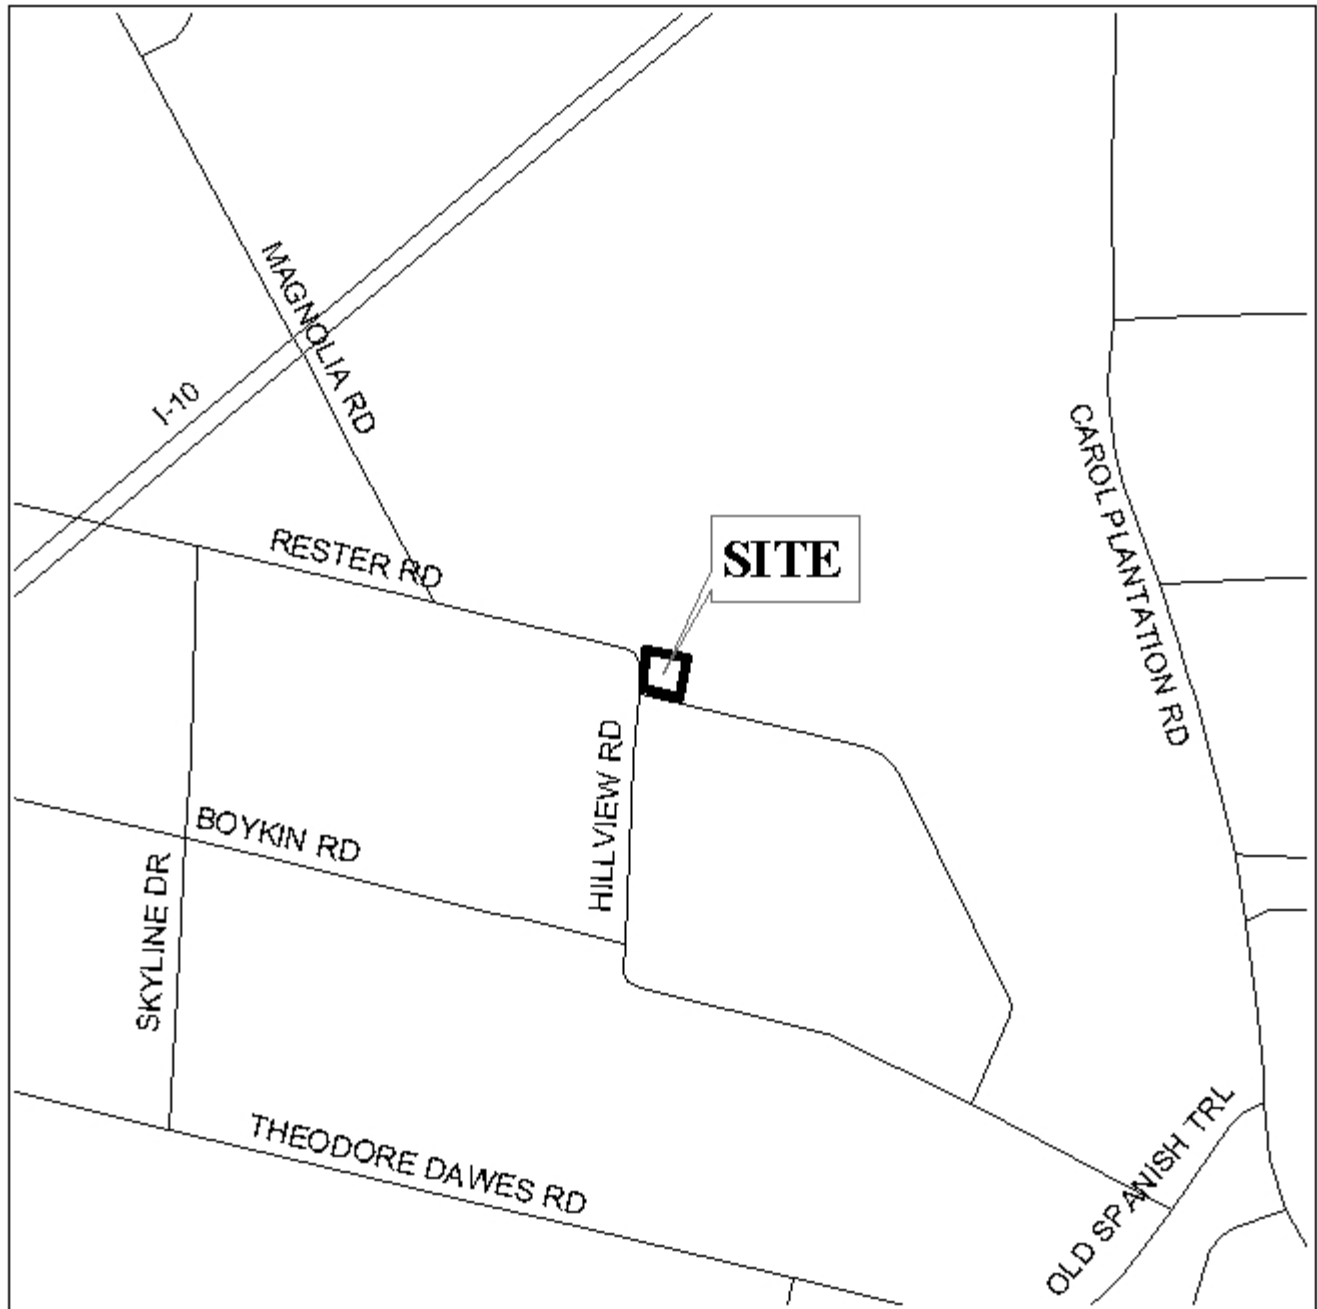 MAGNOLIA RD
I-10
CAROL PLANTATION RD
RESTER RD
SITE
HILLVIEW RD
BOYKIN RD
SKYLINE DR
OLD SPANISH TRL
THEODORE DAWES RD